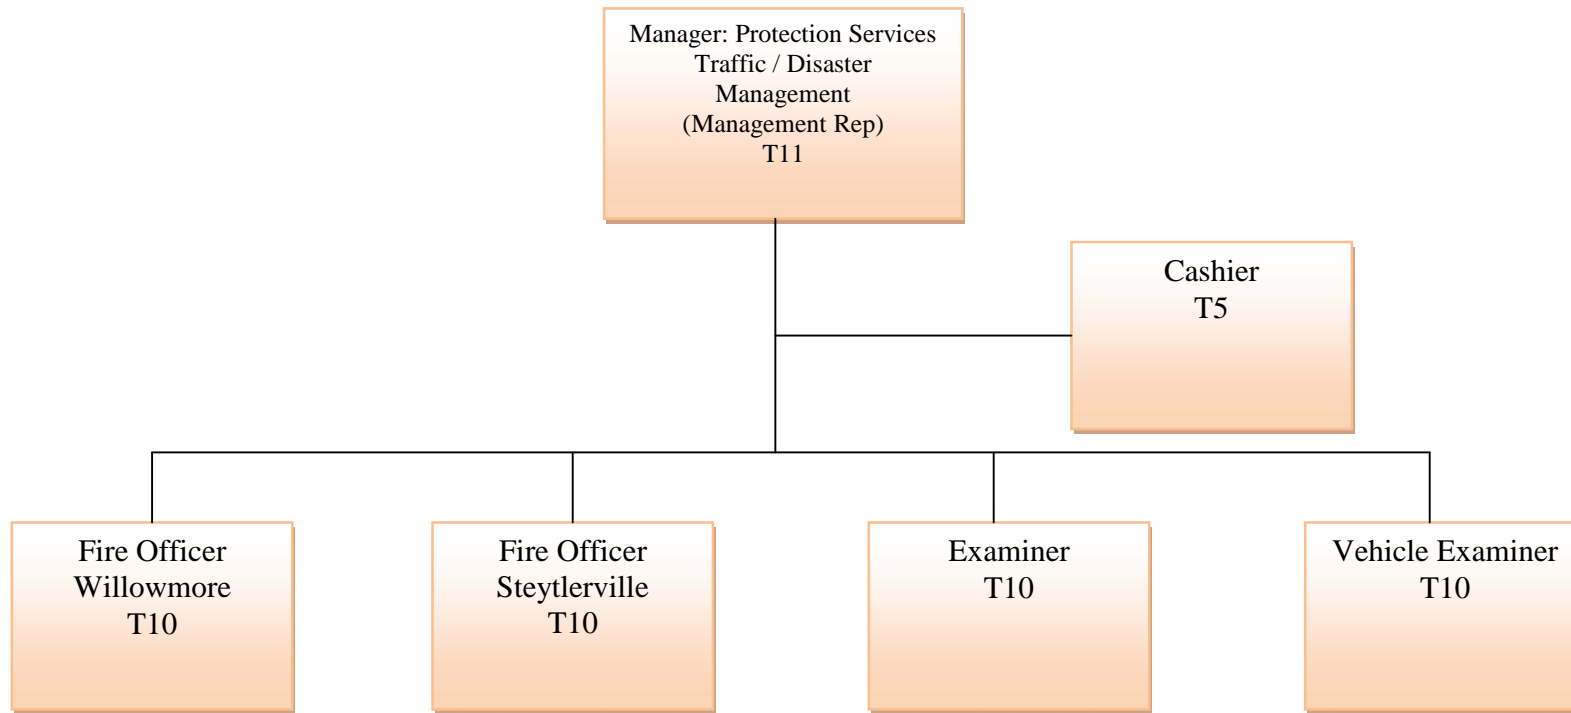 Manager: Protection Services
Traffic / Disaster
Management
(Management Rep)
T11
Cashier
T5
Fire Officer
Willowmore
T10
Fire Officer
Steytlerville
T10
Examiner
T10
Vehicle Examiner
T10